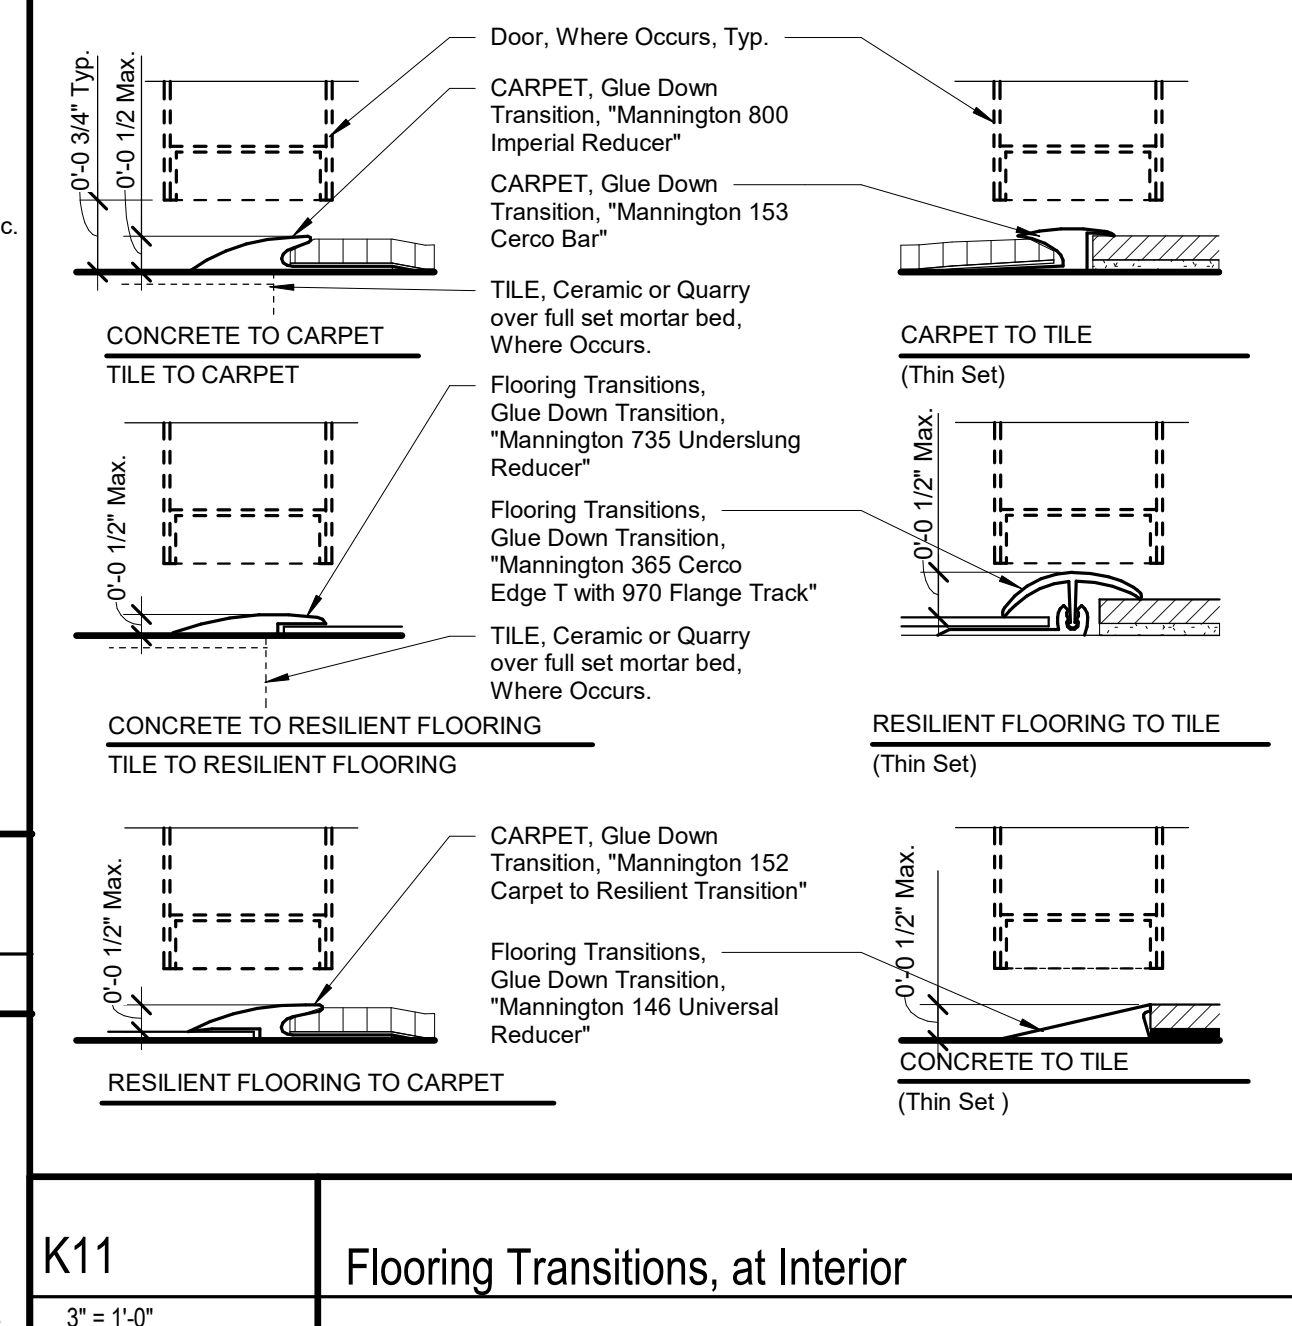 c.
0'-0 3/4" Typ.
0'-0 1/2 Max.
Door, Where Occurs, Typ.
CARPET, Glue Down
Transition, "Mannington 800
Imperial Reducer"
CARPET, Glue Down
Transition, "Mannington 153
Cerco Bar"
TILE, Ceramic or Quarry
over full set mortar bed,
Where Occurs.
CONCRETE TO CARPET
TILE TO CARPET
CARPET TO TILE
(Thin Set)
0'-0 1/2" Max.
Flooring Transitions,
Glue Down Transition,
"Mannington 735 Underslung
Reducer"
Flooring Transitions,
Glue Down Transition,
"Mannington 365 Cerco
Edge T with 970 Flange Track"
TILE, Ceramic or Quarry
over full set mortar bed,
Where Occurs.
0'-0 1/2" Max.
CONCRETE TO RESILIENT FLOORING
TILE TO RESILIENT FLOORING
RESILIENT FLOORING TO TILE
(Thin Set)
0'-0 1/2" Max.
CARPET, Glue Down
Transition, "Mannington 152
Carpet to Resilient Transition"
Flooring Transitions,
Glue Down Transition,
"Mannington 146 Universal
Reducer"
0'-0 1/2" Max.
RESILIENT FLOORING TO CARPET
CONCRETE TO TILE
(Thin Set )
K11
Flooring Transitions, at Interior
3" = 1'-0"